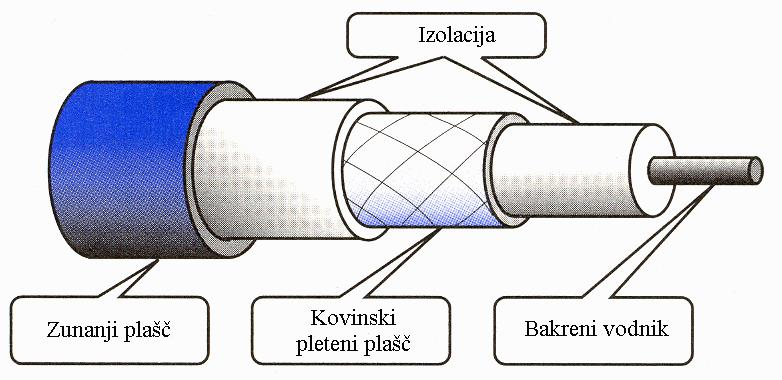 Izolacija
Zunanji plašč
Kovinski
pleteni plašč
Bakreni vodnik